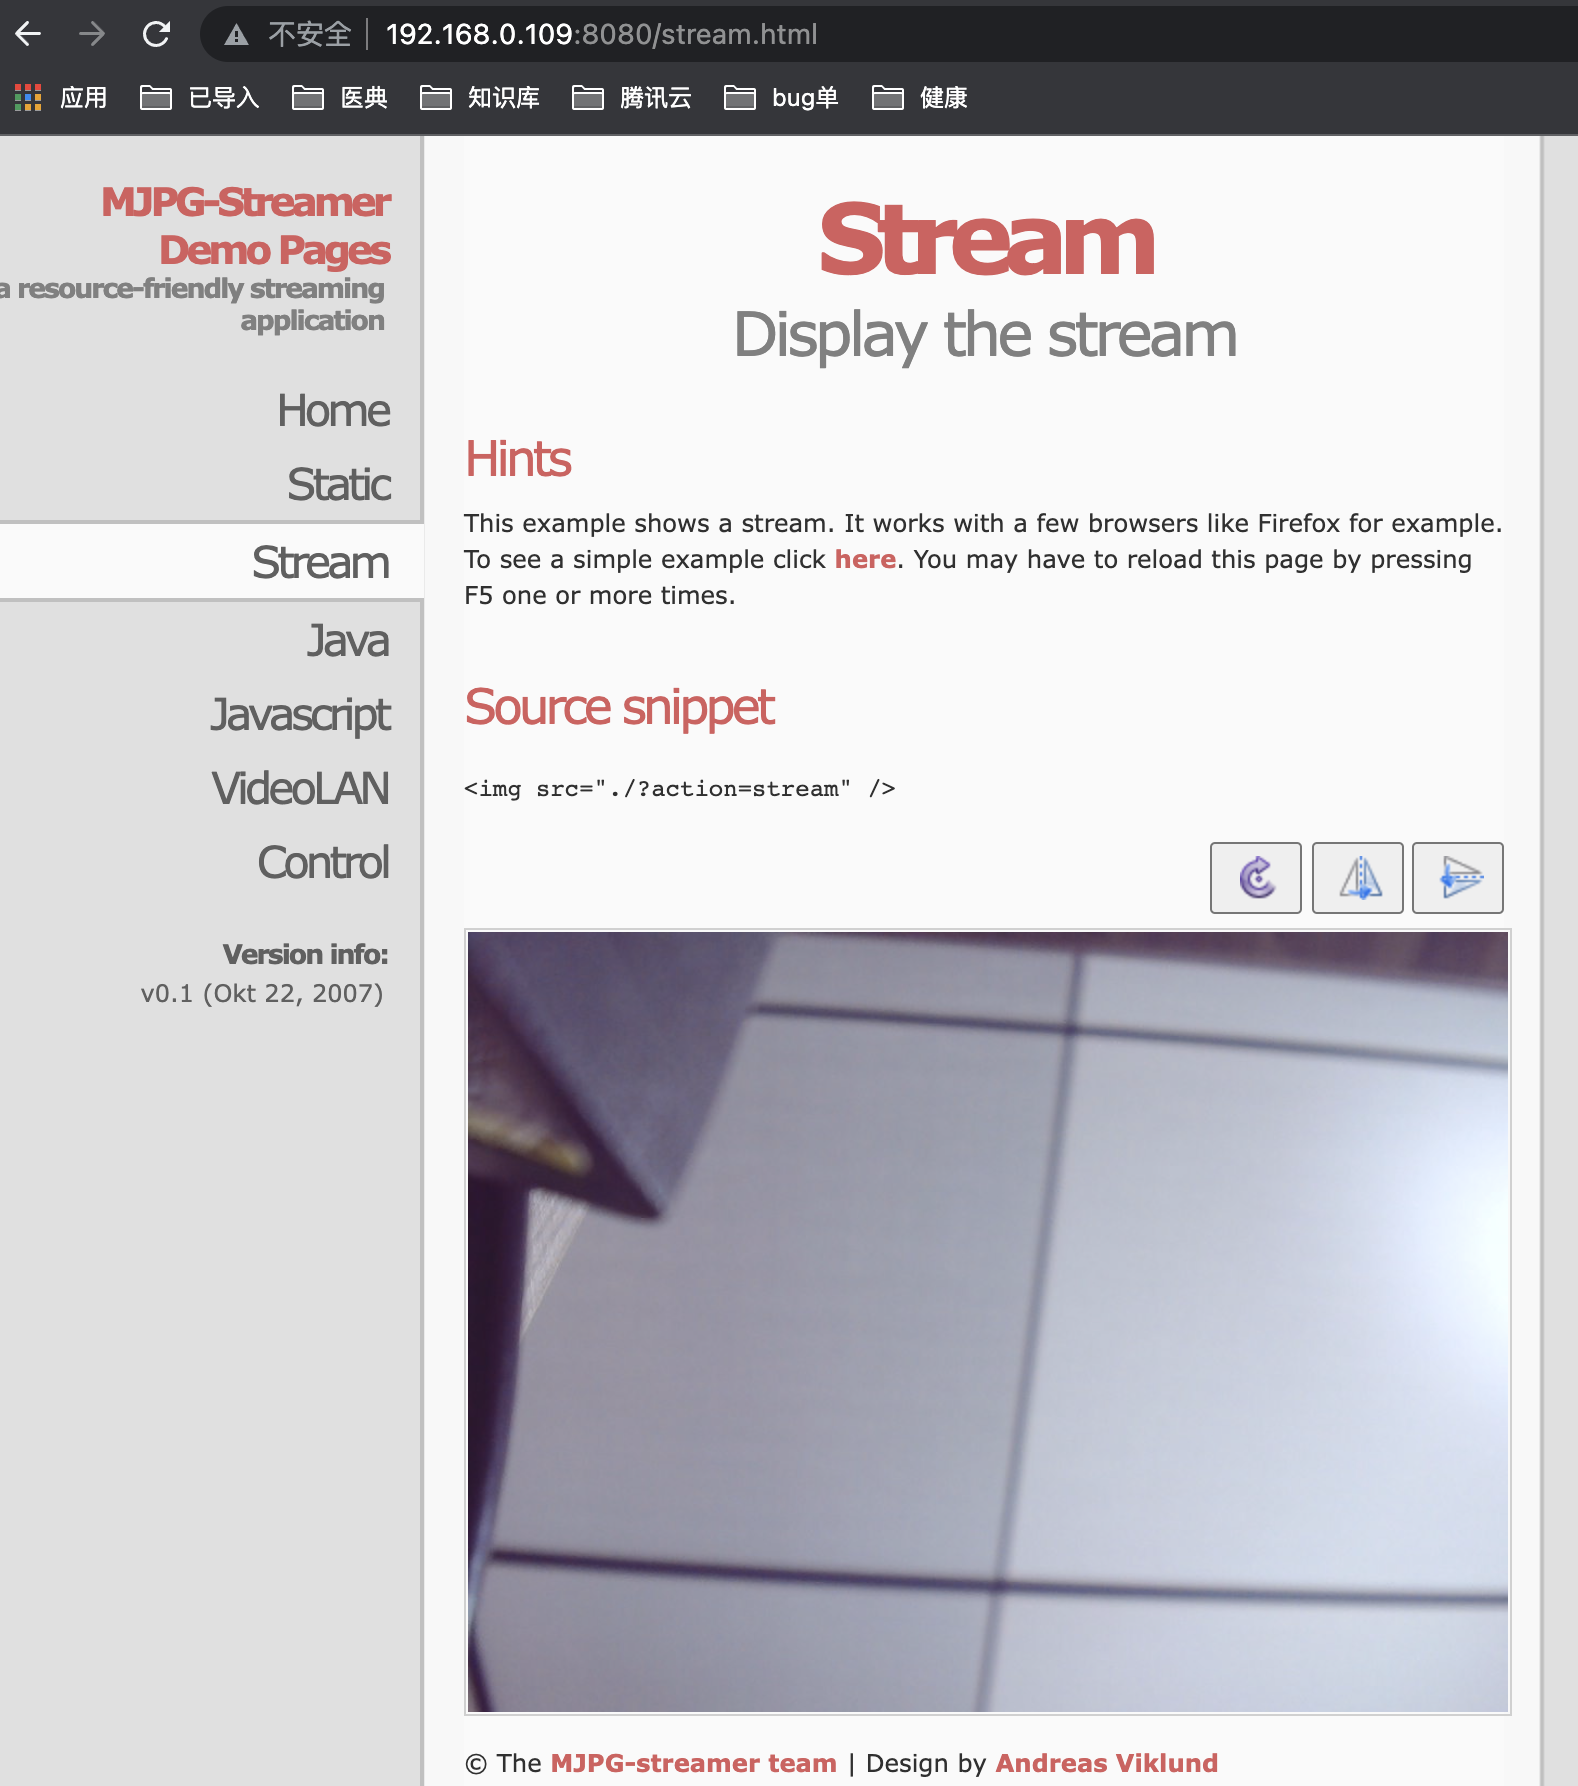 不安全 | 192.168.0.109:8080/stream.html
应用 已导入 医典 知识库 腾讯云 bug单 健康
MJPG-Streamer
Demo Pages
a resource-friendly streaming
application
Home
Static
Stream
Java
Javascript
VideoLAN
Control
Version info:
v0.1 (Okt 22, 2007)
Stream
Display the stream
Hints
This example shows a stream. It works with a few browsers like Firefox for example.
To see a simple example click here. You may have to reload this page by pressing
F5 one or more times.
Source snippet
<img src="./?action=stream" />
© The MJPG-streamer team | Design by Andreas Viklund